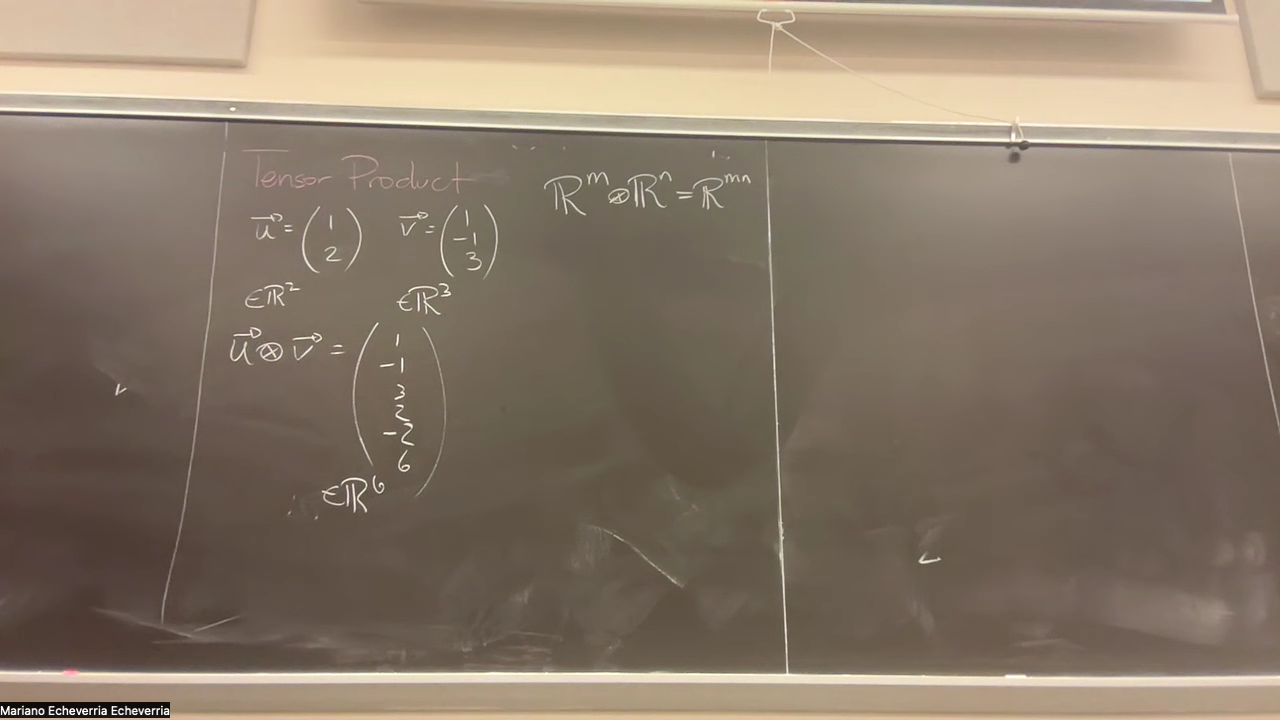 Tensor Product
ℝ^m ⊗ ℝ^n = ℝ^mn
u⃗ = (1 2) v⃗ = (1 -1 3)
∈ℝ² ∈ℝ³
u⃗ ⊗ v⃗ = (1 -1 3 2 -2 6)
∈ℝ⁶
Mariano Echeverria Echeverria